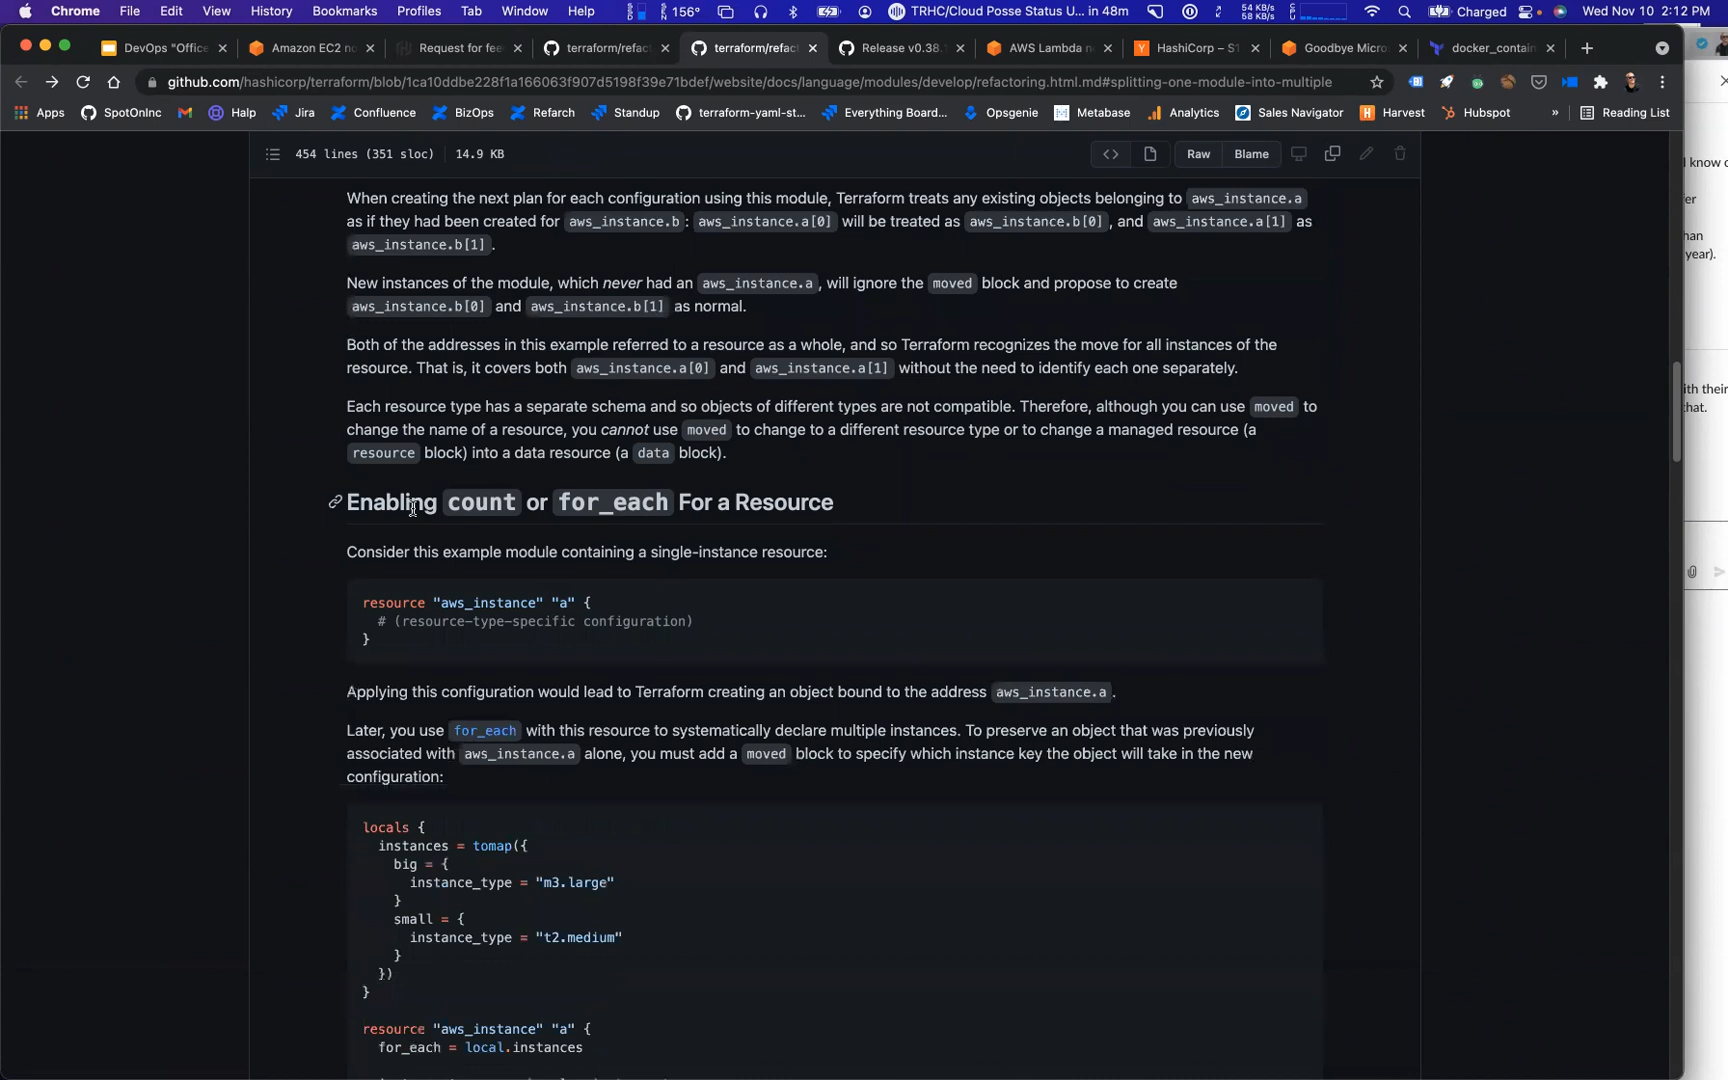 Chrome File Edit View History Bookmarks Profiles Tab Window Help
156° TRHC/Cloud Posse Status U... in 48m 54 KB/s 58 KB/s Charged Wed Nov 10 2:12 PM
DevOps "Office Amazon EC2 no Request for fee terraform/refac terraform/refac Release v0.38. AWS Lambda n HashiCorp – S1 Goodbye Micro docker_contain
github.com/hashicorp/terraform/blob/1ca10ddbe228f1a166063f907d5198f39e71bdef/website/docs/language/modules/develop/refactoring.html.md#splitting-one-module-into-multiple
Apps SpotOnInc Help Jira Confluence BizOps Refarch Standup terraform-yaml-st... Everything Board... Opsgenie Metabase Analytics Sales Navigator Harvest Hubspot » Reading List
454 lines (351 sloc) 14.9 KB Raw Blame
When creating the next plan for each configuration using this module, Terraform treats any existing objects belonging to aws_instance.a
as if they had been created for aws_instance.b : aws_instance.a[0] will be treated as aws_instance.b[0] , and aws_instance.a[1] as
aws_instance.b[1] .
New instances of the module, which never had an aws_instance.a , will ignore the moved block and propose to create
aws_instance.b[0] and aws_instance.b[1] as normal.
Both of the addresses in this example referred to a resource as a whole, and so Terraform recognizes the move for all instances of the
resource. That is, it covers both aws_instance.a[0] and aws_instance.a[1] without the need to identify each one separately.
Each resource type has a separate schema and so objects of different types are not compatible. Therefore, although you can use moved to
change the name of a resource, you cannot use moved to change to a different resource type or to change a managed resource (a
resource block) into a data resource (a data block).
Enabling count or for_each For a Resource
Consider this example module containing a single-instance resource:
resource "aws_instance" "a" {
# (resource-type-specific configuration)
}
Applying this configuration would lead to Terraform creating an object bound to the address aws_instance.a .
Later, you use for_each with this resource to systematically declare multiple instances. To preserve an object that was previously
associated with aws_instance.a alone, you must add a moved block to specify which instance key the object will take in the new
configuration:
locals {
instances = tomap({
big = {
instance_type = "m3.large"
}
small = {
instance_type = "t2.medium"
}
})
}
resource "aws_instance" "a" {
for_each = local.instances
know
year).
ith their
that.